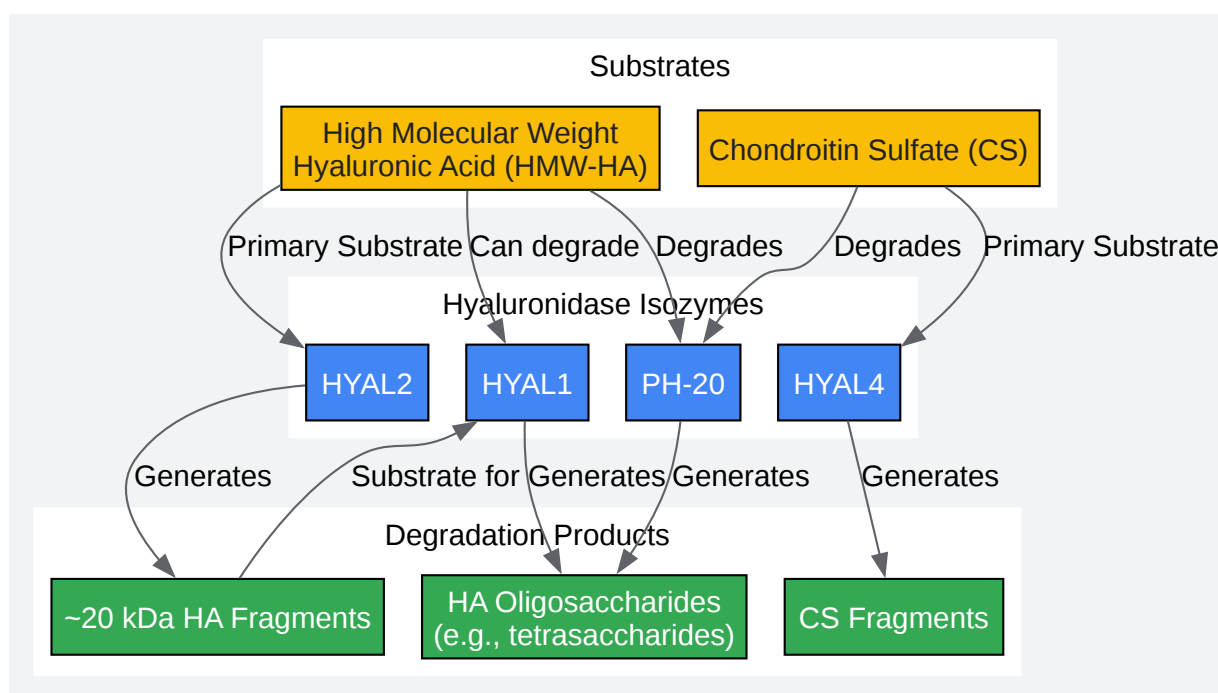 Substrates
High Molecular Weight
Hyaluronic Acid (HMW-HA)
Chondroitin Sulfate (CS)
Primary Substrate
Can degrade
Degrades
Degrades
Primary Substrate
Hyaluronidase Isozymes
HYAL2
HYAL1
PH-20
HYAL4
Generates
Substrate for
Generates
Generates
Generates
Degradation Products
~20 kDa HA Fragments
HA Oligosaccharides
(e.g., tetrasaccharides)
CS Fragments